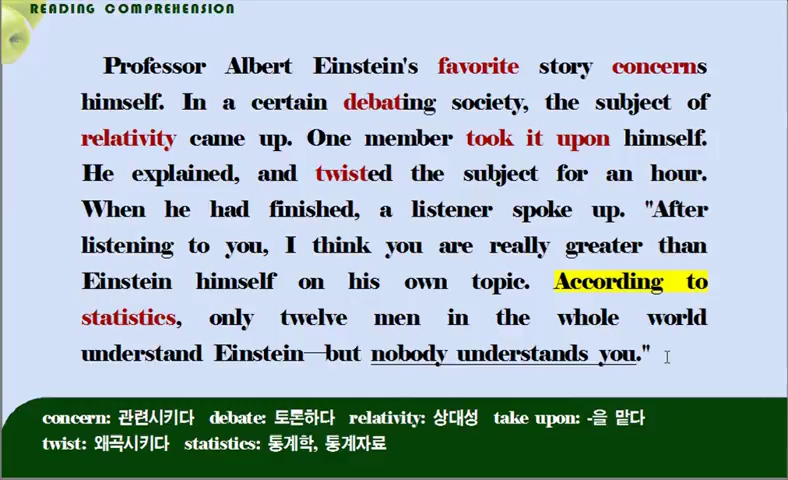 READING COMPREHENSION
Professor Albert Einstein's favorite story concerns
himself. In a certain debating society, the subject of
relativity came up. One member took it upon himself.
He explained, and twisted the subject for an hour.
When he had finished, a listener spoke up. "After
listening to you, I think you are really greater than
Einstein himself on his own topic. According to
statistics, only twelve men in the whole world
understand Einstein—but nobody understands you."
concern: 관련시키다 debate: 토론하다 relativity: 상대성 take upon: -을 맡다
twist: 왜곡시키다 statistics: 통계학, 통계자료